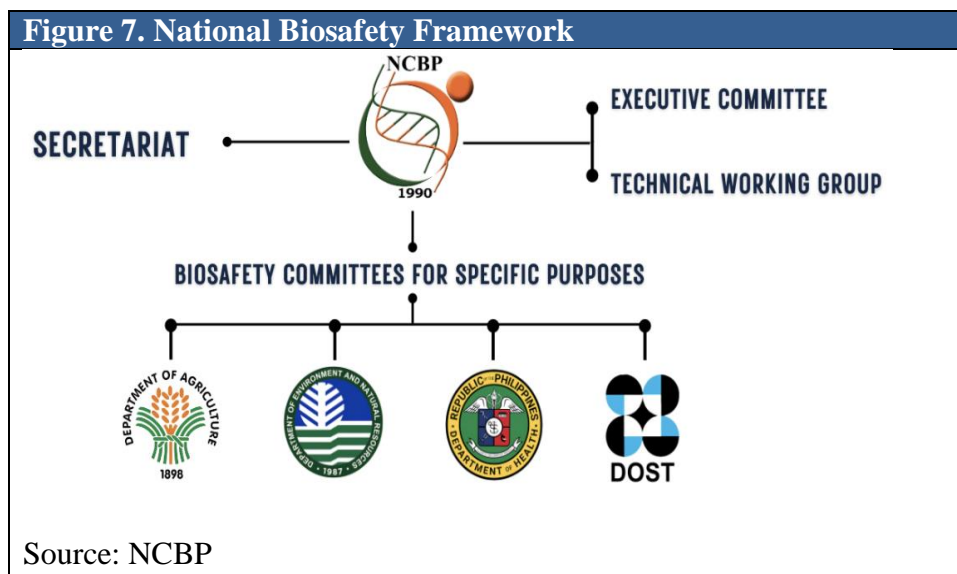 Figure 7. National Biosafety Framework
NCBP
1990
SECRETARIAT
EXECUTIVE COMMITTEE
TECHNICAL WORKING GROUP
BIOSAFETY COMMITTEES FOR SPECIFIC PURPOSES
DEPARTMENT OF AGRICULTURE
1898
DEPARTMENT OF ENVIRONMENT AND NATURAL RESOURCES
1987
REPUBLIC OF THE PHILIPPINES
DEPARTMENT OF HEALTH
DOST
Source: NCBP